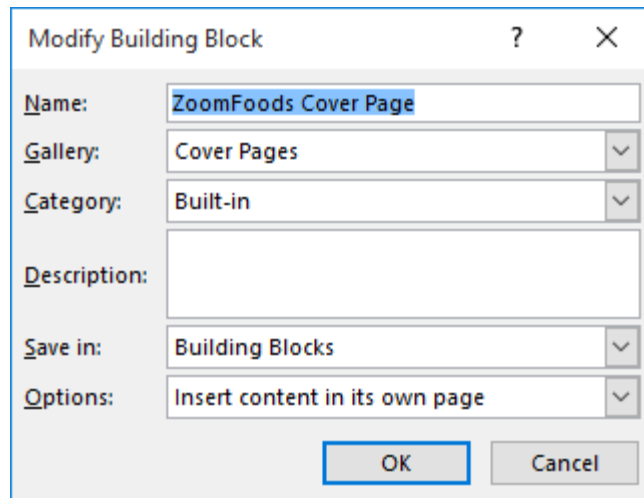 Modify Building Block ?
Name: ZoomFoods Cover Page
Gallery: Cover Pages
Category: Built-in
Description:
Save in: Building Blocks
Options: Insert content in its own page
OK Cancel